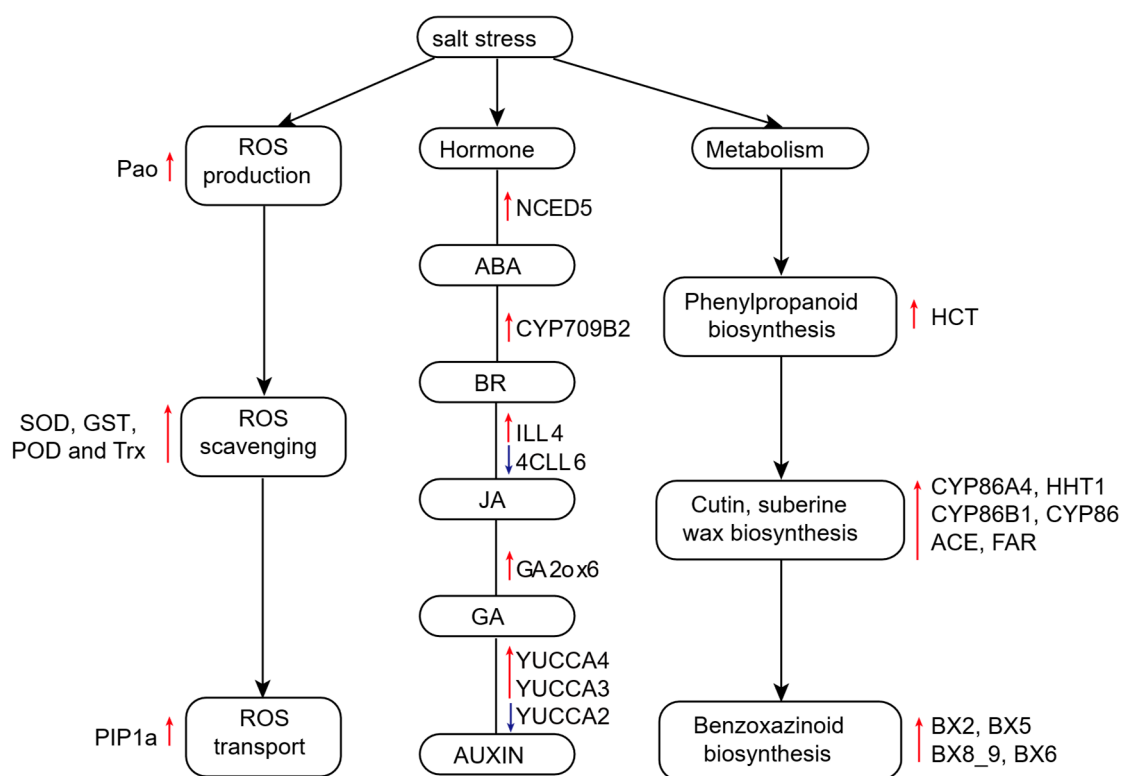 salt stress
ROS
production
Pao
SOD, GST,
POD and Trx
ROS
scavenging
PIP1a
ROS
transport
Hormone
NCED5
ABA
CYP709B2
BR
ILL4
4CLL6
JA
GA2ox6
GA
YUCCA4
YUCCA3
YUCCA2
AUXIN
Metabolism
Phenylpropanoid
biosynthesis
HCT
Cutin, suberine
wax biosynthesis
CYP86A4, HHT1
CYP86B1, CYP86
ACE, FAR
Benzoxazinoid
biosynthesis
BX2, BX5
BX8_9, BX6